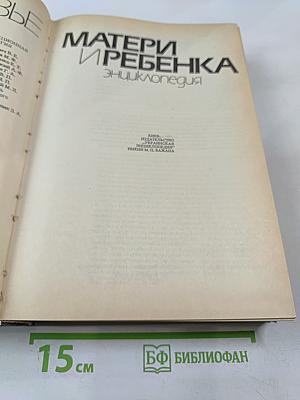 ВЬЕ
МАТЕРИ
И РЕБЕНКА
энциклопедия
КИЕВ
ИЗДАТЕЛЬСТВО
„УКРАИНСКАЯ
ЭНЦИКЛОПЕДИЯ"
ИМЕНИ М. П. БАЖАНА
15 см
БФ БИБЛИОФАН